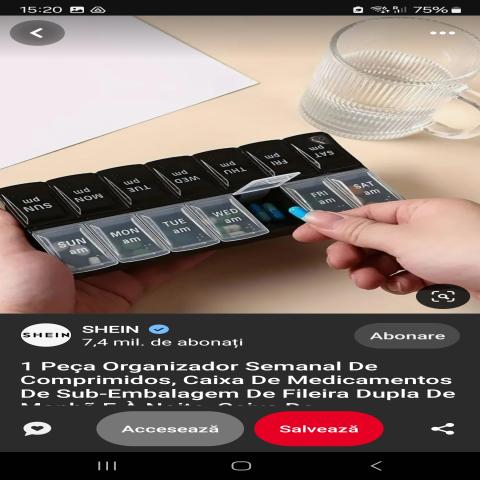 15:20
75%
SAT pm
FRI pm
THU pm
WED pm
TUE pm
MON pm
SUN pm
SUN am
MON am
TUE am
WED am
FRI am
SAT am
SHEIN
SHEIN
7,4 mil. de abonați
Abonare
1 Peça Organizador Semanal De
Comprimidos, Caixa De Medicamentos
De Sub-Embalagem De Fileira Dupla De
Accesează
Salvează